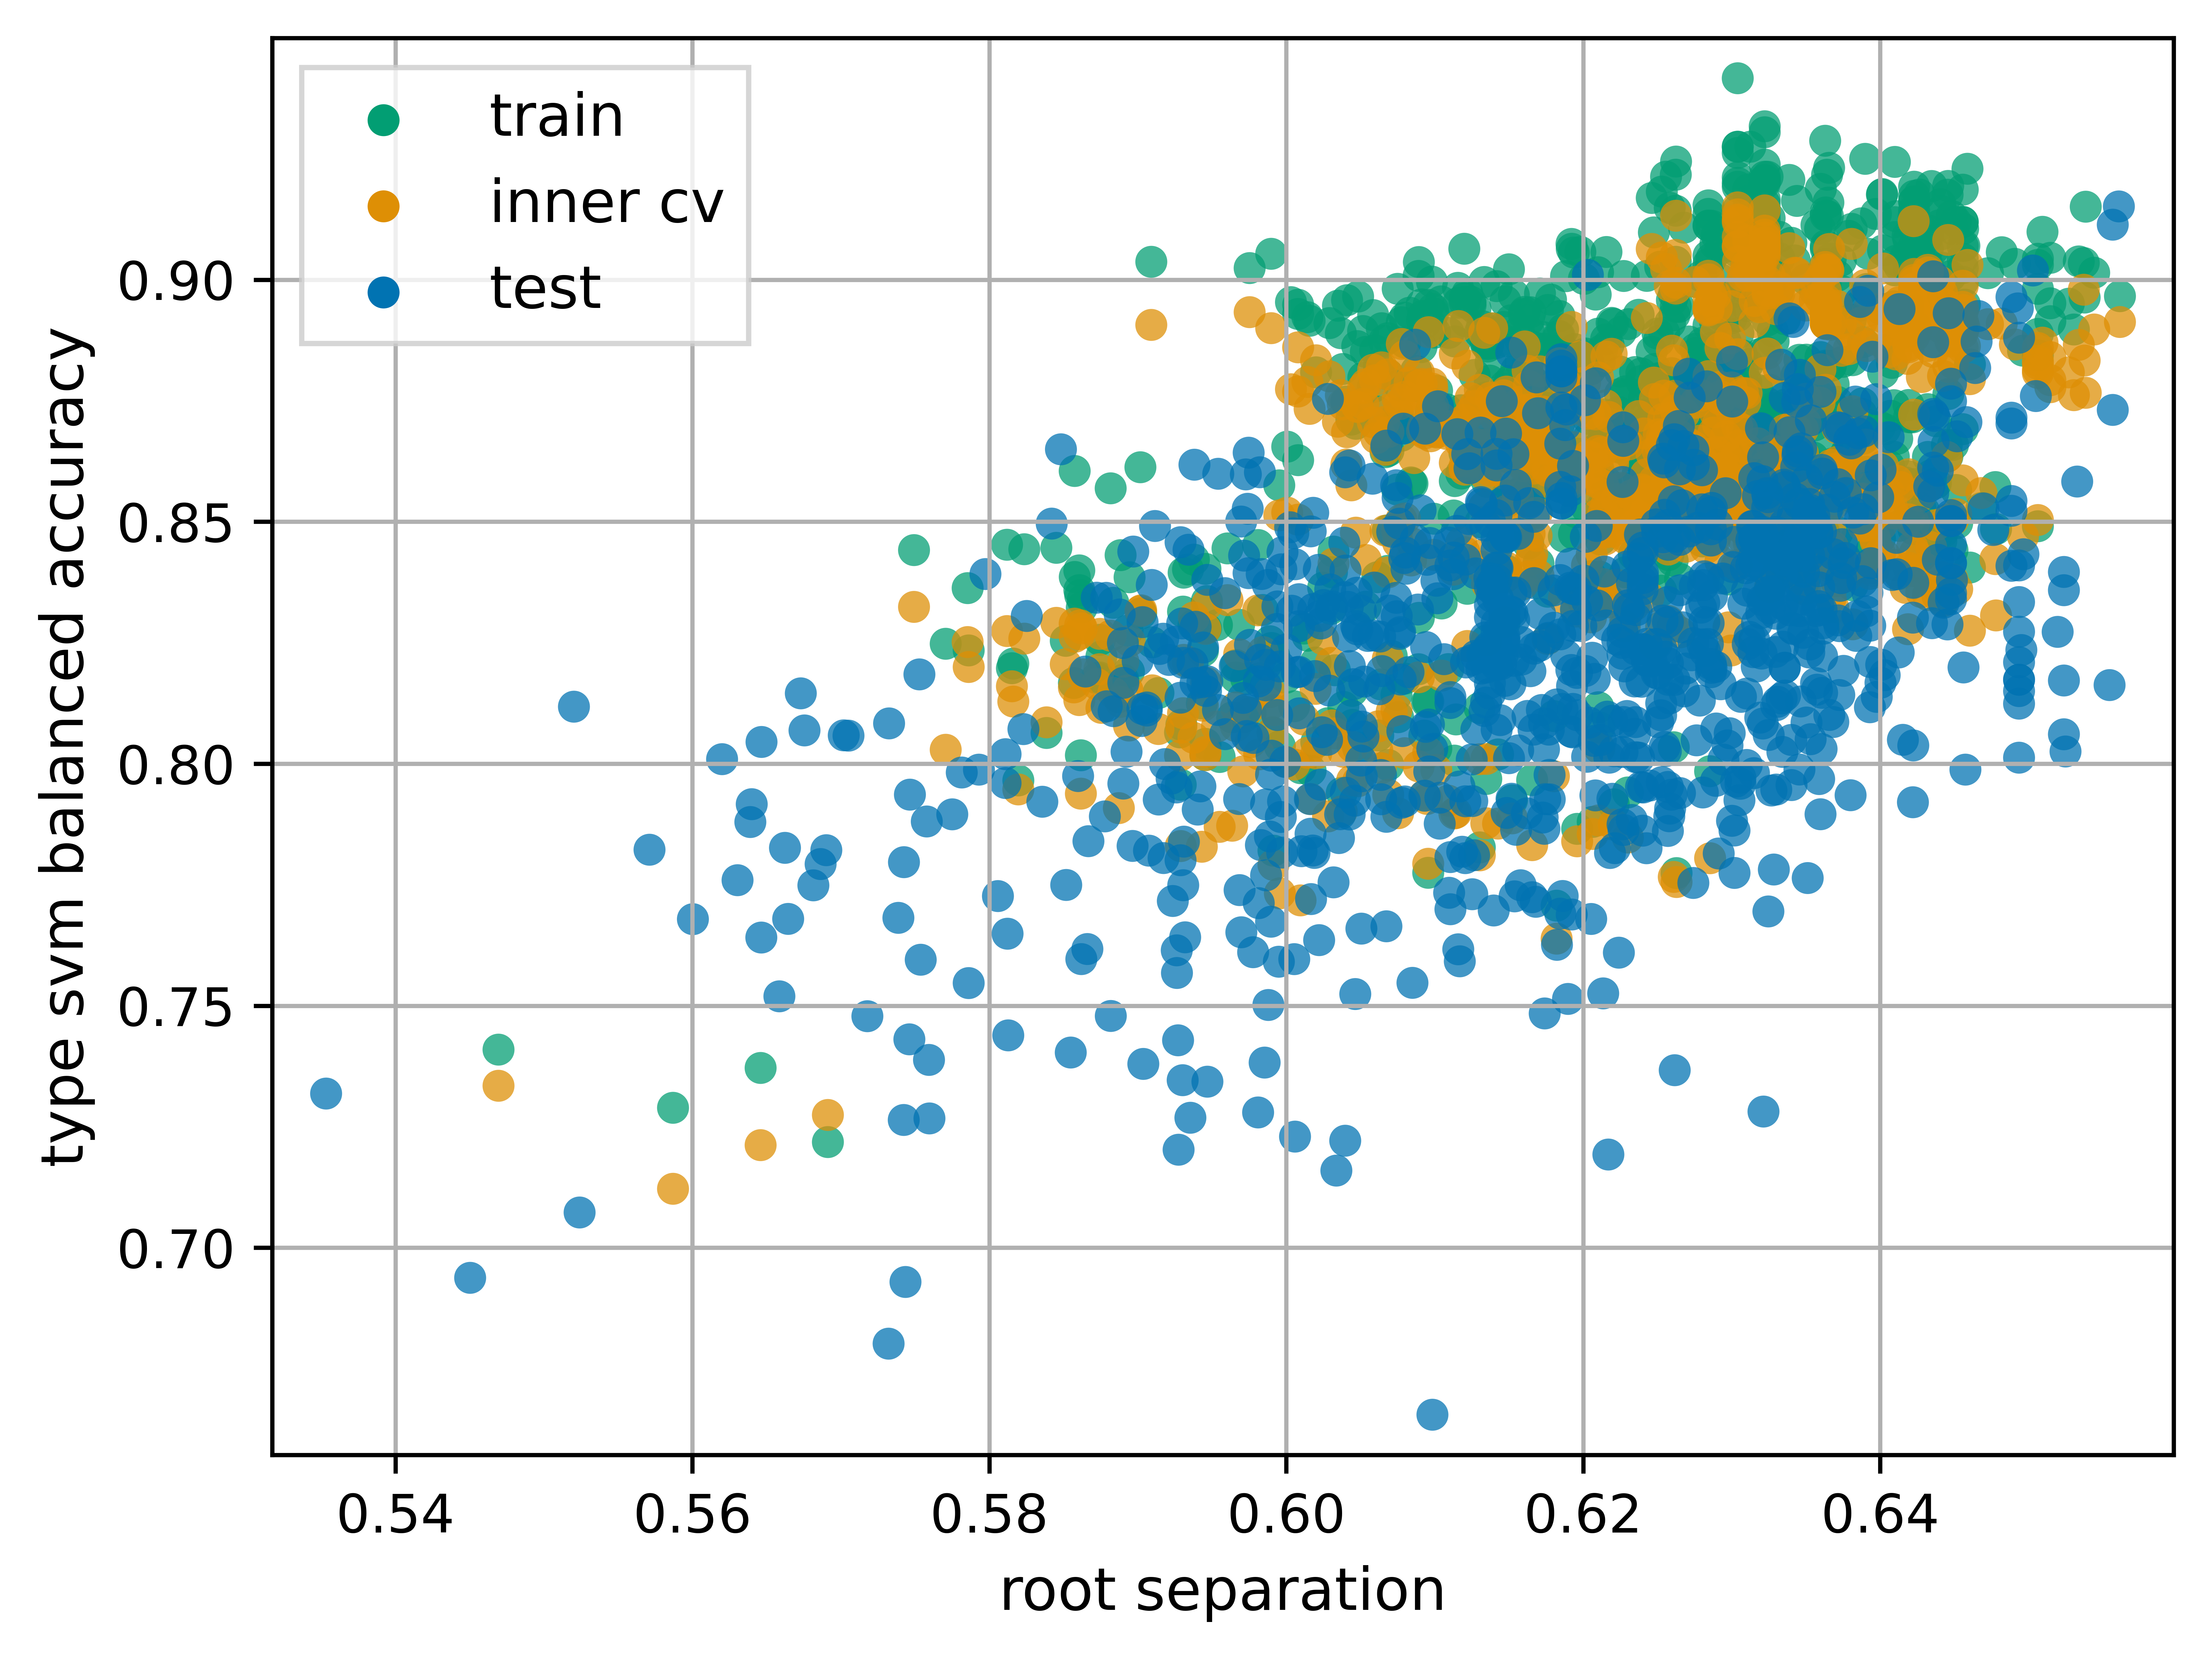 train
inner cv
test
type svm balanced accuracy
0.90
0.85
0.80
0.75
0.70
0.54 0.56 0.58 0.60 0.62 0.64
root separation